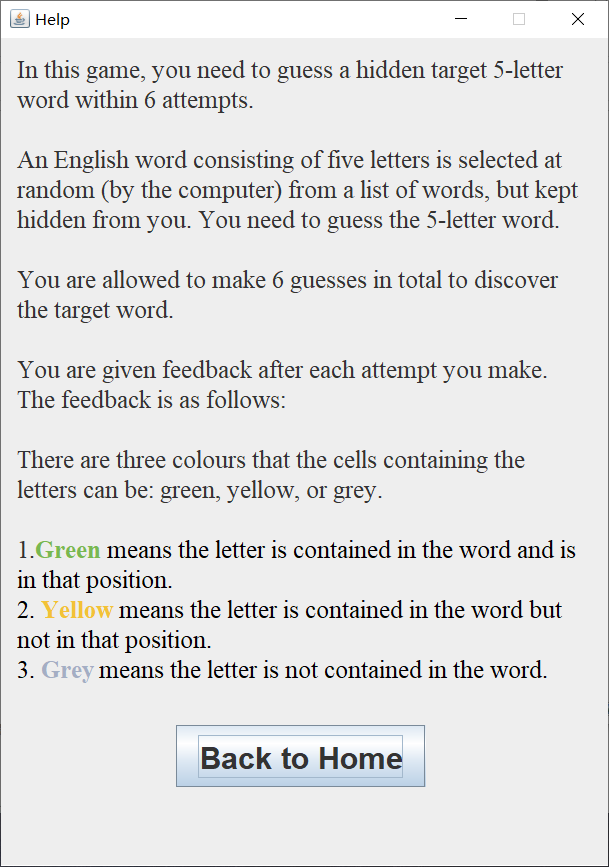 Help
In this game, you need to guess a hidden target 5-letter
word within 6 attempts.
An English word consisting of five letters is selected at
random (by the computer) from a list of words, but kept
hidden from you. You need to guess the 5-letter word.
You are allowed to make 6 guesses in total to discover
the target word.
You are given feedback after each attempt you make.
The feedback is as follows:
There are three colours that the cells containing the
letters can be: green, yellow, or grey.
1.Green means the letter is contained in the word and is
in that position.
2. Yellow means the letter is contained in the word but
not in that position.
3. Grey means the letter is not contained in the word.
Back to Home